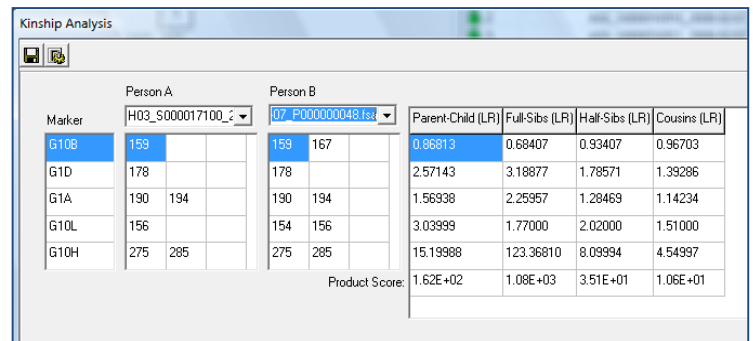 Kinship Analysis
Person A Person B
Marker H03_S000017100_2 07_P000000048.fsa Parent-Child (LR) Full-Sibs (LR) Half-Sibs (LR) Cousins (LR)
G10B 159 159 167 0.86813 0.68407 0.93407 0.96703
G1D 178 178 2.57143 3.18877 1.78571 1.39286
G1A 190 194 190 194 1.56938 2.25957 1.28469 1.14234
G10L 156 154 156 3.03999 1.77000 2.02000 1.51000
G10H 275 285 275 285 15.19988 123.36810 8.09994 4.54997
Product Score: 1.62E+02 1.08E+03 3.51E+01 1.06E+01